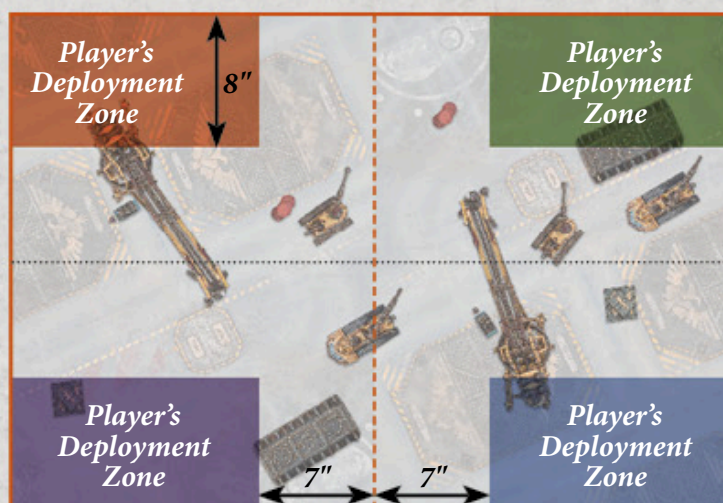 Player's
Deployment
Zone
8"
Player's
Deployment
Zone
Player's
Deployment
Zone
7" 7"
Player's
Deployment
Zone